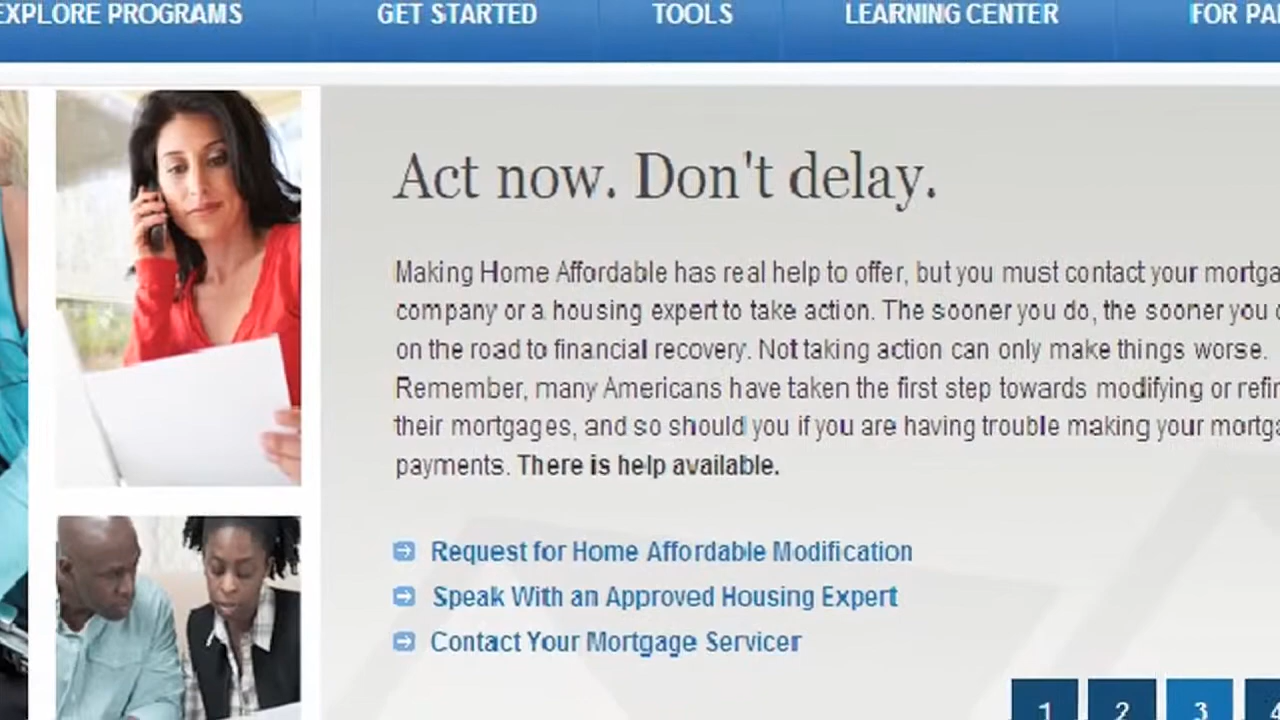 EXPLORE PROGRAMS GET STARTED TOOLS LEARNING CENTER FOR
Act now. Don't delay.
Making Home Affordable has real help to offer, but you must contact your
company or a housing expert to take action. The sooner you do, the sooner you
on the road to financial recovery. Not taking action can only make things worse.
Remember, many Americans have taken the first step towards modifying or
their mortgages, and so should you if you are having trouble making your
payments. There is help available.
Request for Home Affordable Modification
Speak With an Approved Housing Expert
Contact Your Mortgage Servicer
1 2 3 4